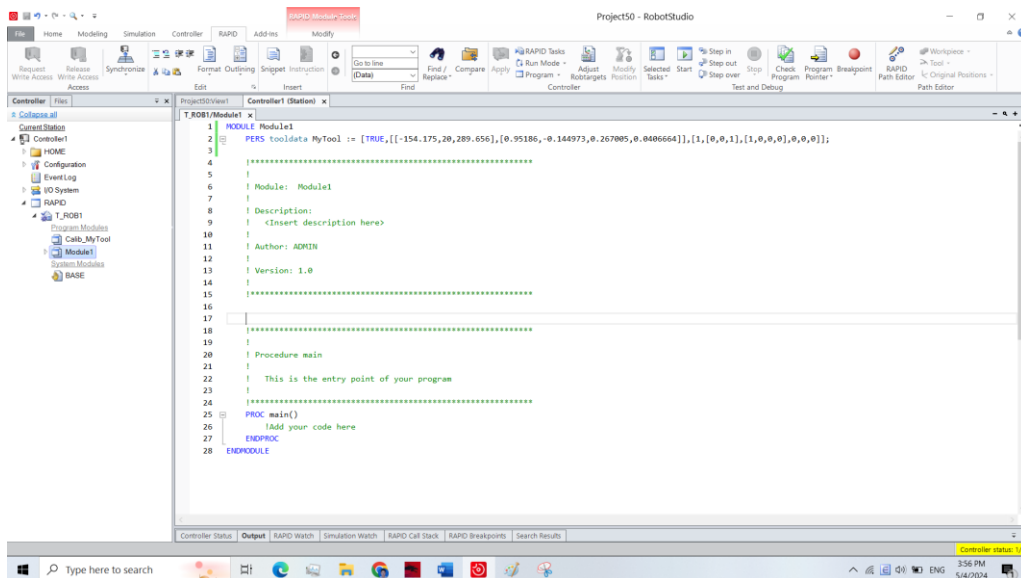 RAPID Module Tools
Project50 - RobotStudio
File Home Modeling Simulation Controller RAPID Add-Ins Modify
Request Write Access
Release Write Access
Synchronize
Format
Outlining
Snippet
Instruction
Go to line
(Data)
Find / Replace
Compare
Apply
RAPID Tasks
Run Mode
Program
Adjust Robtargets
Modify Position
Selected Tasks
Start
Step in
Step out
Step over
Stop
Check Program
Program Pointer
Breakpoint
RAPID Path Editor
Workpiece
Tool
Original Positions
Access Edit Insert Find Controller Test and Debug Path Editor
Controller Files
Project50:View1 Controller1 (Station) x
Collapse all
Current Station
Controller1
HOME
Configuration
Event Log
I/O System
RAPID
T_ROB1
Program Modules
Calib_MyTool
Module1
System Modules
BASE
T_ROB1/Module1 x
1 MODULE Module1
2 PERS tooldata MyTool := [TRUE,[[-154.175,20,289.656],[0.95186,-0.144973,0.267005,0.0406664]],[1,[0,0,1],[1,0,0,0],0,0,0]];
3
4 !***********************************************************
5 !
6 ! Module:  Module1
7 !
8 ! Description:
9 !   <Insert description here>
10 !
11 ! Author: ADMIN
12 !
13 ! Version: 1.0
14 !
15 !***********************************************************
16
17
18 !***********************************************************
19 !
20 ! Procedure main
21 !
22 !   This is the entry point of your program
23 !
24 !***********************************************************
25 PROC main()
26 !Add your code here
27 ENDPROC
28 ENDMODULE
Controller Status Output RAPID Watch Simulation Watch RAPID Call Stack RAPID Breakpoints Search Results
Controller status: 1/
Type here to search
ENG
3:56 PM
5/4/2024